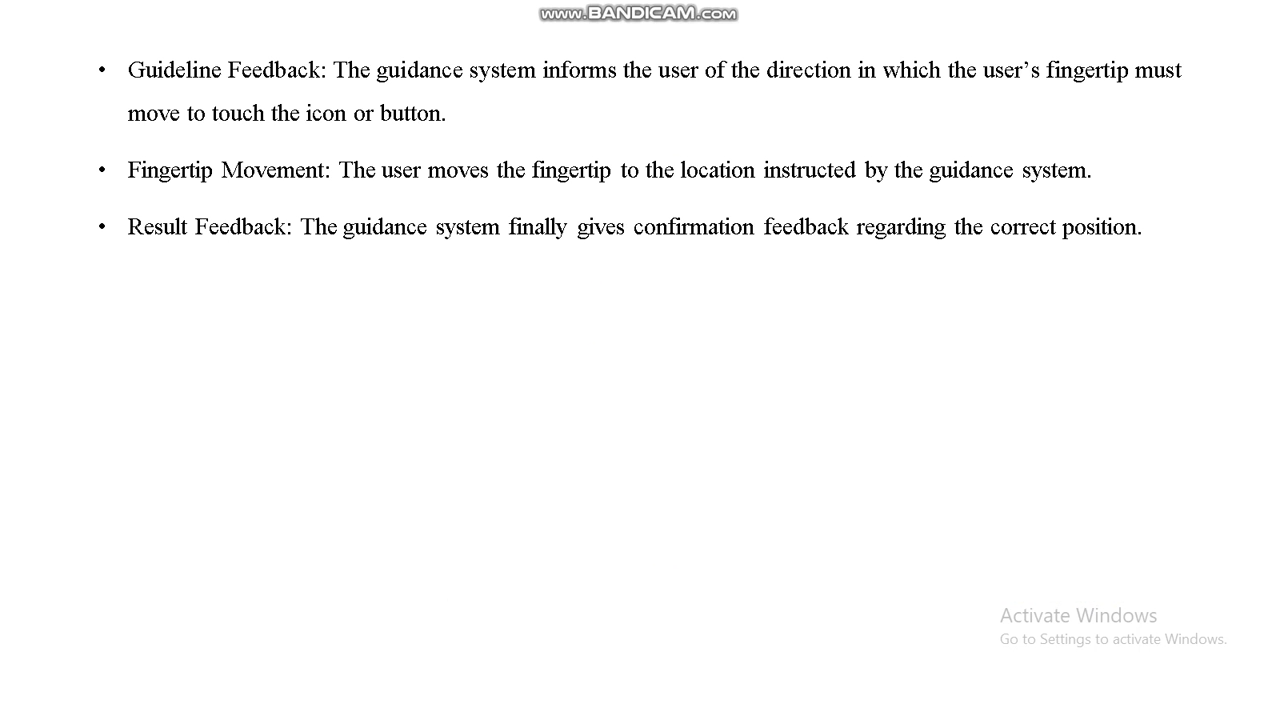 www.BANDICAM.com
• Guideline Feedback: The guidance system informs the user of the direction in which the user’s fingertip must
move to touch the icon or button.
• Fingertip Movement: The user moves the fingertip to the location instructed by the guidance system.
• Result Feedback: The guidance system finally gives confirmation feedback regarding the correct position.
Activate Windows
Go to Settings to activate Windows.